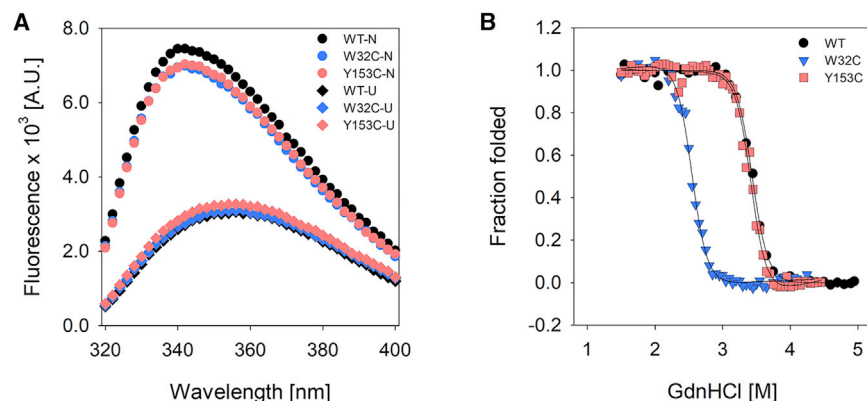 A
B
8.0
6.0
4.0
2.0
0.0
Fluorescence x 10³ [A.U.]
320 340 360 380 400
Wavelength [nm]
WT-N
W32C-N
Y153C-N
WT-U
W32C-U
Y153C-U
1.2
1.0
0.8
0.6
0.4
0.2
0.0
-0.2
Fraction folded
1 2 3 4 5
GdnHCl [M]
WT
W32C
Y153C